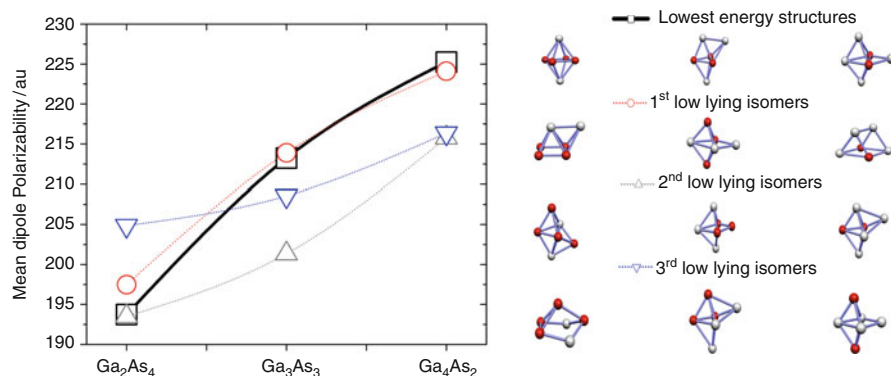 Mean dipole Polarizability/au
230
225
220
215
210
205
200
195
190
Ga₂As₄
Ga₃As₃
Ga₄As₂
Lowest energy structures
1ˢᵗ low lying isomers
2ⁿᵈ low lying isomers
3ʳᵈ low lying isomers